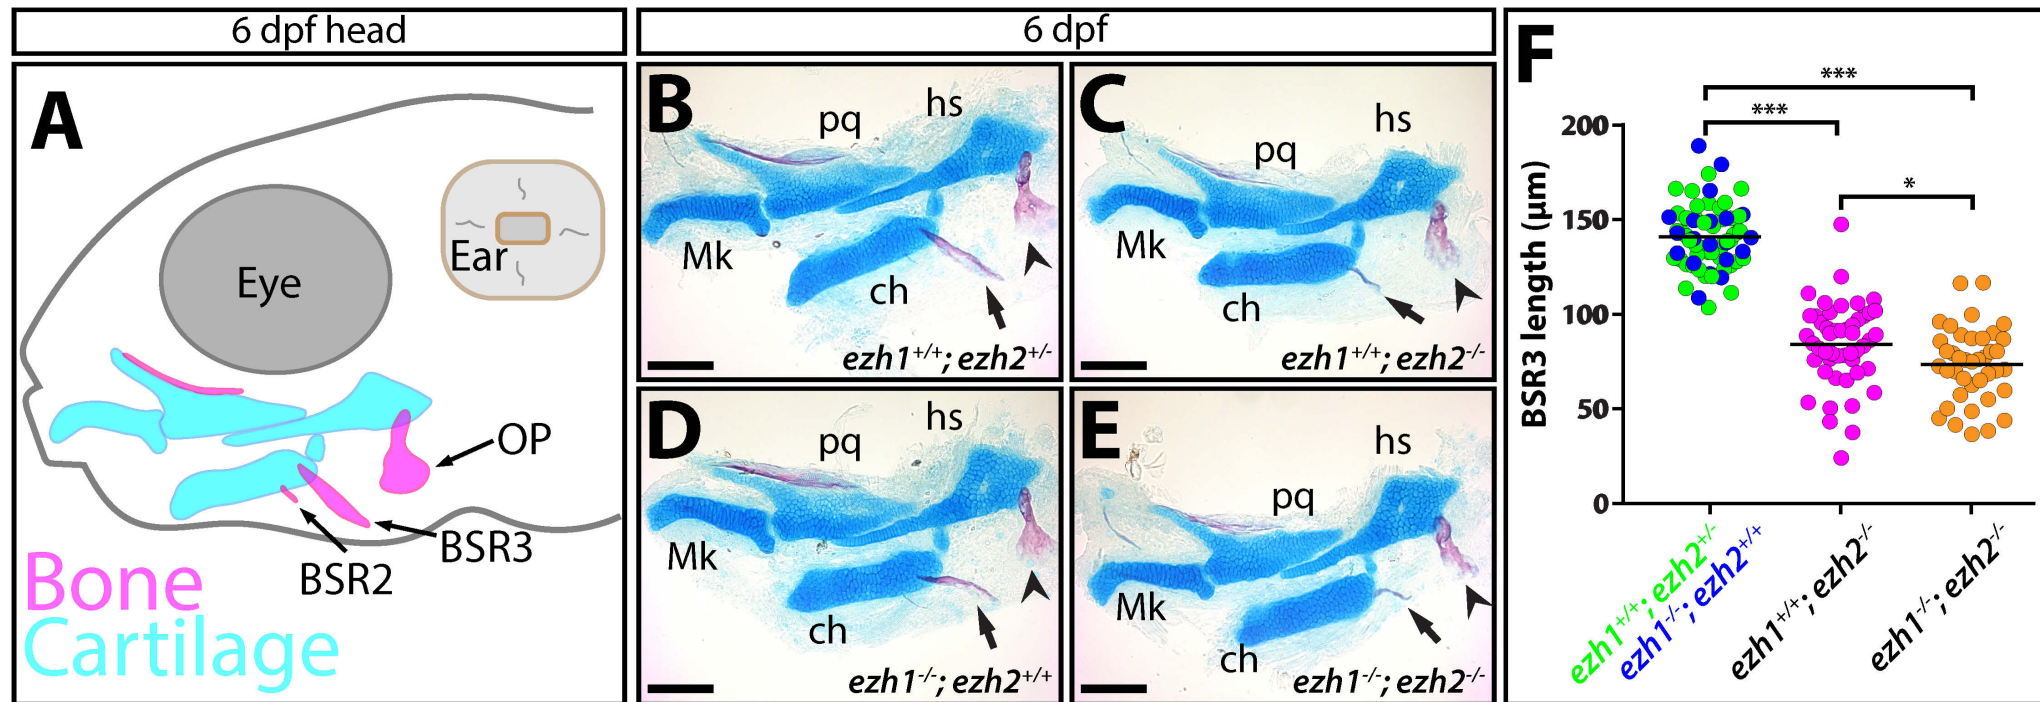 6 dpf head
A
Eye
Ear
OP
BSR3
BSR2
Bone
Cartilage
6 dpf
B
pq
hs
Mk
ch
ezh1+/+; ezh2+/-
C
pq
hs
Mk
ch
ezh1+/+; ezh2-/-
D
pq
hs
Mk
ch
ezh1-/-; ezh2+/+
E
pq
hs
Mk
ch
ezh1-/-; ezh2-/-
F
***
***
*
BSR3 length (µm)
200
150
100
50
0
ezh1+/+; ezh2+/-
ezh1-/-; ezh2+/+
ezh1+/+; ezh2-/-
ezh1-/-; ezh2-/-